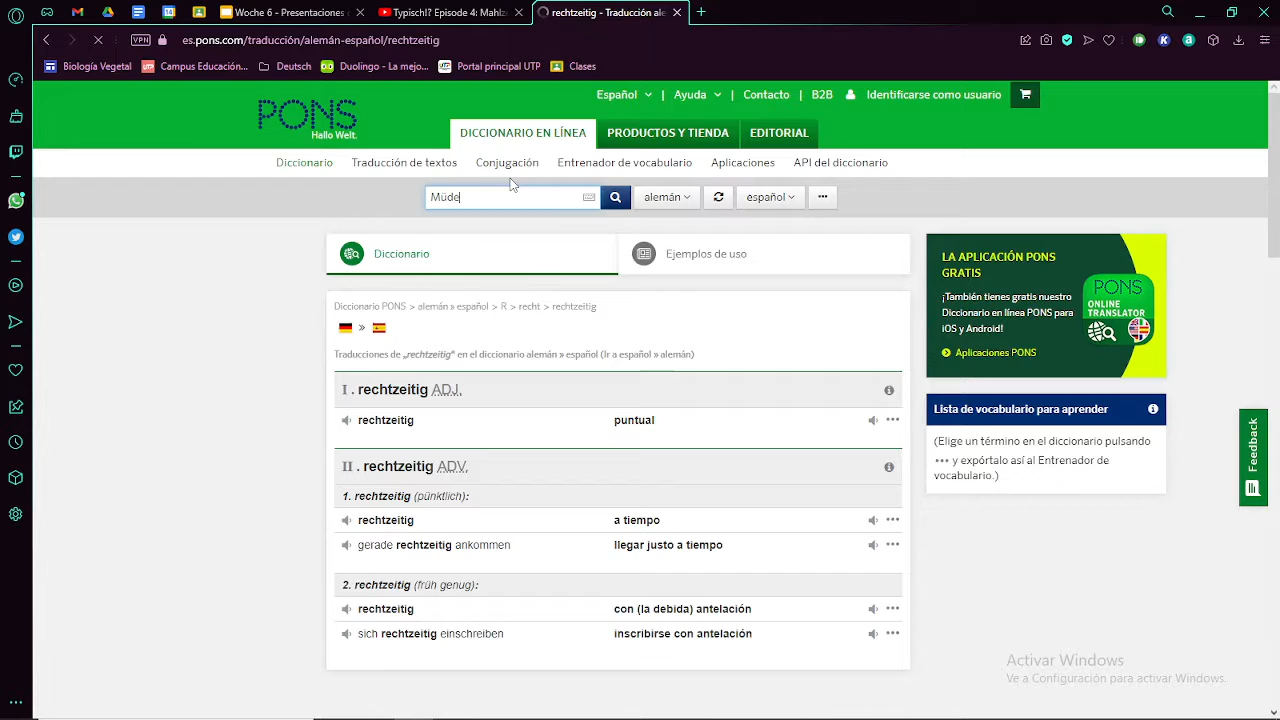 Woche 6 - Presentaciones
Typisch!? Episode 4: Mahlz
rechtzeitig - Traducción ale
VPN
es.pons.com/traducción/alemán-español/rechtzeitig
Biología Vegetal
Campus Educación...
Deutsch
Duolingo - La mejo...
Portal principal UTP
Clases
PONS
Hallo Welt.
Español | Ayuda | Contacto | B2B Identificarse como usuario
DICCIONARIO EN LÍNEA PRODUCTOS Y TIENDA EDITORIAL
Diccionario Traducción de textos Conjugación Entrenador de vocabulario Aplicaciones API del diccionario
Müde alemán español ...
Diccionario Ejemplos de uso
Diccionario PONS > alemán » español > R > recht > rechtzeitig
»
Traducciones de „rechtzeitig“ en el diccionario alemán » español (Ir a español » alemán)
I . rechtzeitig ADJ.
rechtzeitig puntual
II . rechtzeitig ADV.
1. rechtzeitig (pünktlich):
rechtzeitig a tiempo
gerade rechtzeitig ankommen llegar justo a tiempo
2. rechtzeitig (früh genug):
rechtzeitig con (la debida) antelación
sich rechtzeitig einschreiben inscribirse con antelación
LA APLICACIÓN PONS
GRATIS
¡También tienes gratis nuestro
Diccionario en línea PONS para
iOS y Android!
Aplicaciones PONS
PONS
ONLINE
TRANSLATOR
Lista de vocabulario para aprender
(Elige un término en el diccionario pulsando
••• y expórtalo así al Entrenador de
vocabulario.)
Feedback
Activar Windows
Ve a Configuración para activar Windows.